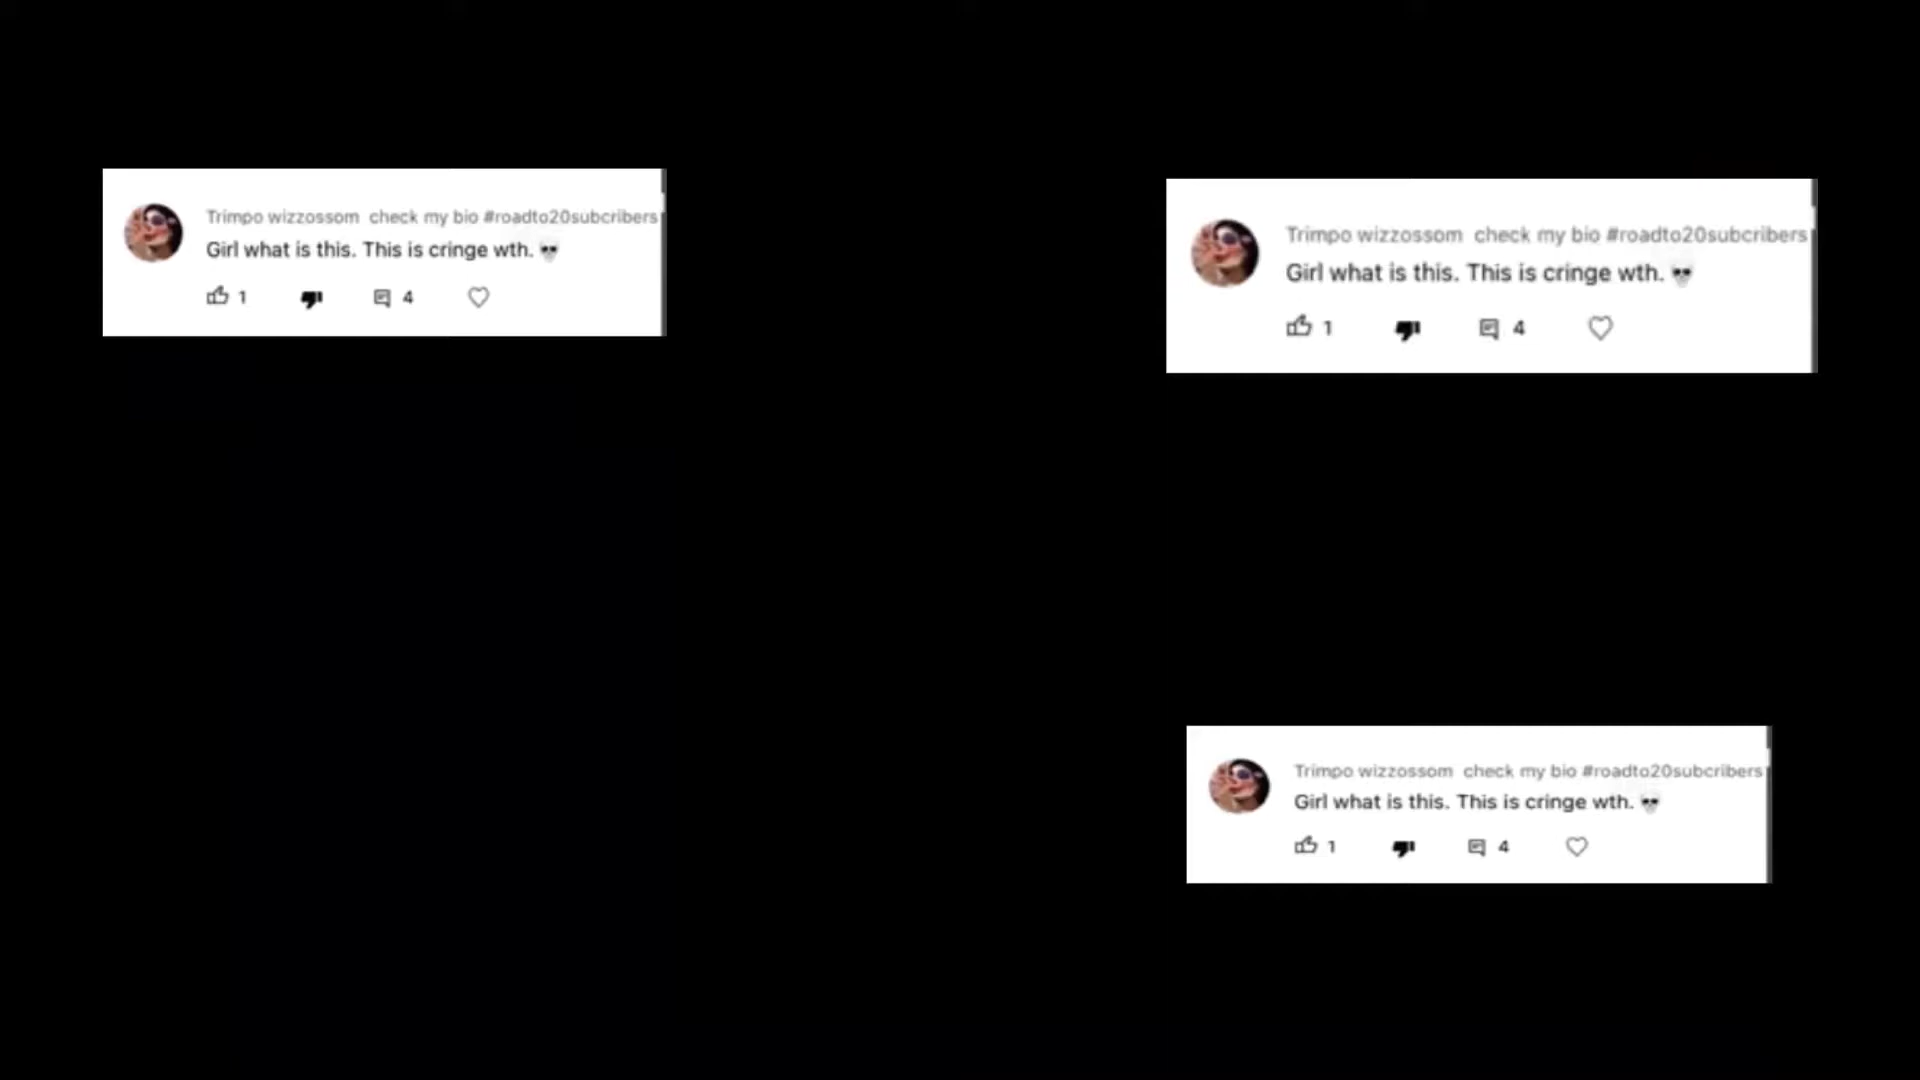 Trimpo wizzossom check my bio #roadto20subcribers
Girl what is this. This is cringe wth. 💀
1 4
Trimpo wizzossom check my bio #roadto20subcribers
Girl what is this. This is cringe wth. 💀
1 4
Trimpo wizzossom check my bio #roadto20subcribers
Girl what is this. This is cringe wth. 💀
1 4